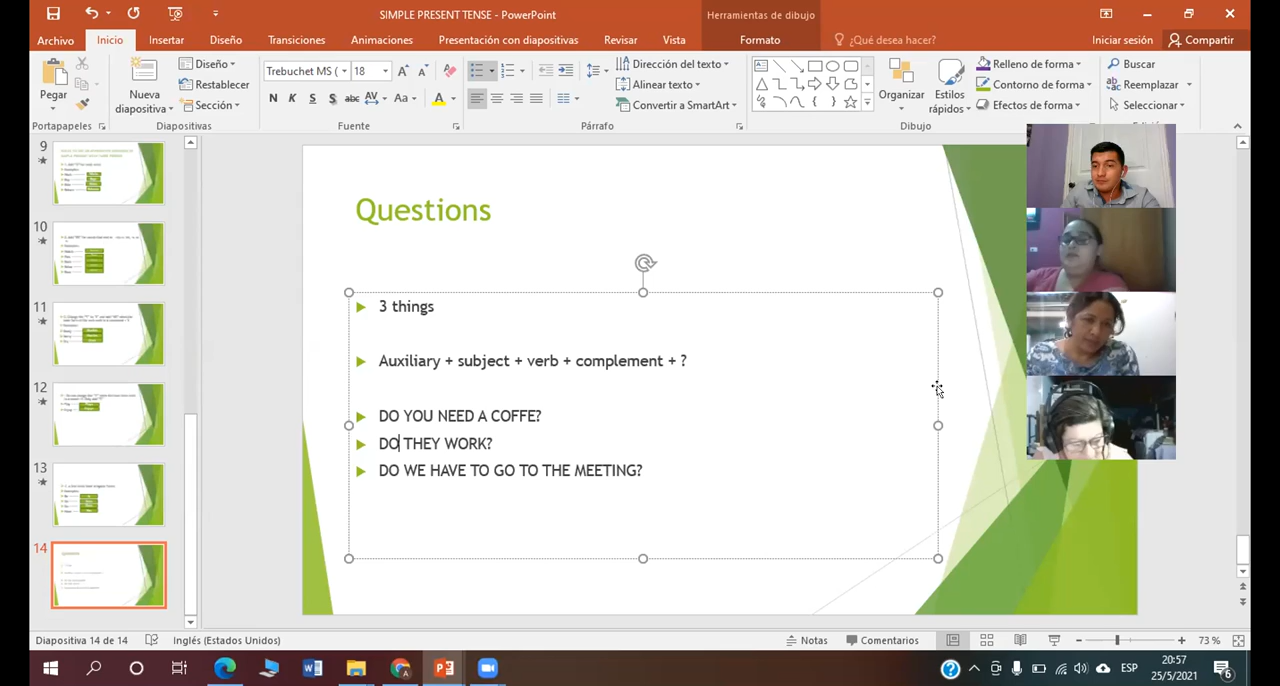 SIMPLE PRESENT TENSE - PowerPoint
Herramientas de dibujo
Archivo
Inicio
Insertar
Diseño
Transiciones
Animaciones
Presentación con diapositivas
Revisar
Vista
Formato
¿Qué desea hacer?
Iniciar sesión
Compartir
Pegar
Nueva
diapositiva
Diseño
Restablecer
Sección
Trebuchet MS (
18
N K S S abc AV Aa A
Dirección del texto
Alinear texto
Convertir a SmartArt
Organizar
Estilos
rápidos
Relleno de forma
Contorno de forma
Efectos de forma
Buscar
Reemplazar
Seleccionar
Portapapeles
Diapositivas
Fuente
Párrafo
Dibujo
9
10
11
12
13
14
Questions
3 things
Auxiliary + subject + verb + complement + ?
DO YOU NEED A COFFE?
DO THEY WORK?
DO WE HAVE TO GO TO THE MEETING?
Diapositiva 14 de 14
Inglés (Estados Unidos)
Notas
Comentarios
73 %
ESP
20:57
25/5/2021
6